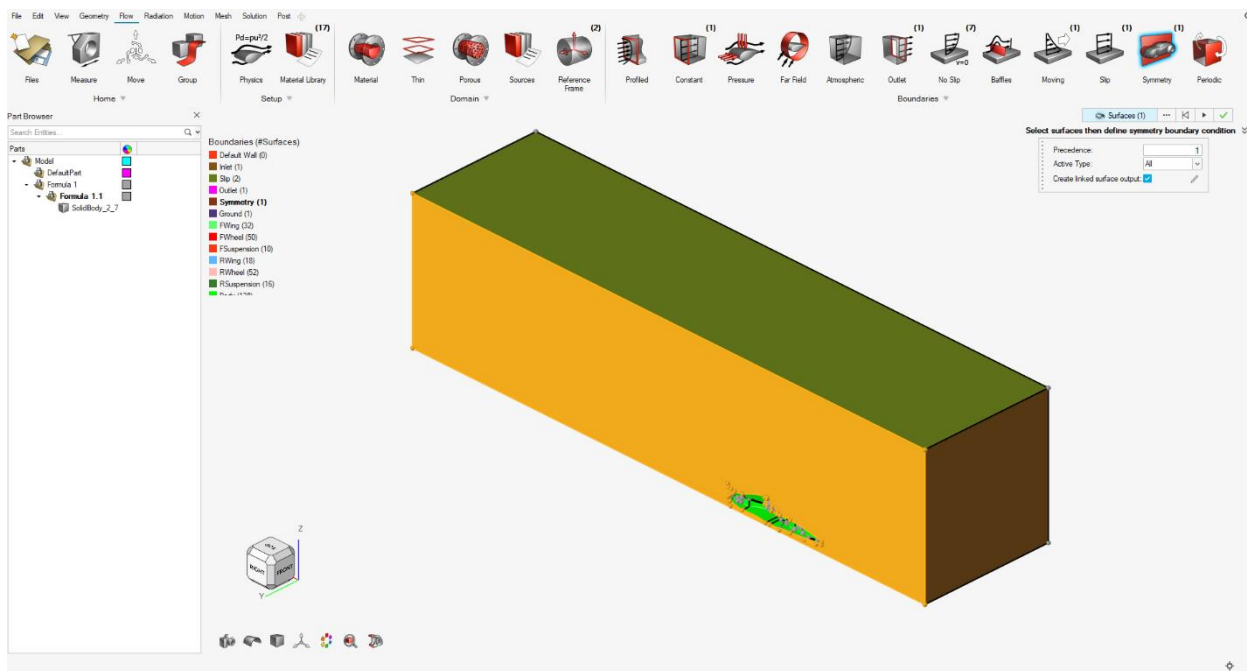 File Edit View Geometry Flow Radiation Motion Mesh Solution Post
Pd=ρu²/2 (17) (2) (1) (1) (7) (1) (1) (1)
v=0
Files Measure Move Group Physics Material Library Material Thin Porous Sources Reference Frame Profiled Constant Pressure Far Field Atmospheric Outlet No Slip Baffles Moving Slip Symmetry Periodic
Home Setup Domain Boundaries
Part Browser
Surfaces (1)
Search Entities...
Select surfaces then define symmetry boundary condition
Parts
Model
DefaultPart
Formula 1
Formula 1.1
SolidBody_2_7
Boundaries (#Surfaces)
Default Wall (0)
Inlet (1)
Slip (2)
Outlet (1)
Symmetry (1)
Ground (1)
FWing (32)
FWheel (50)
FSuspension (10)
RWing (18)
RWheel (52)
RSuspension (16)
Precedence: 1
Active Type: All
Create linked surface output:
Z
RIGHT FRONT
Y